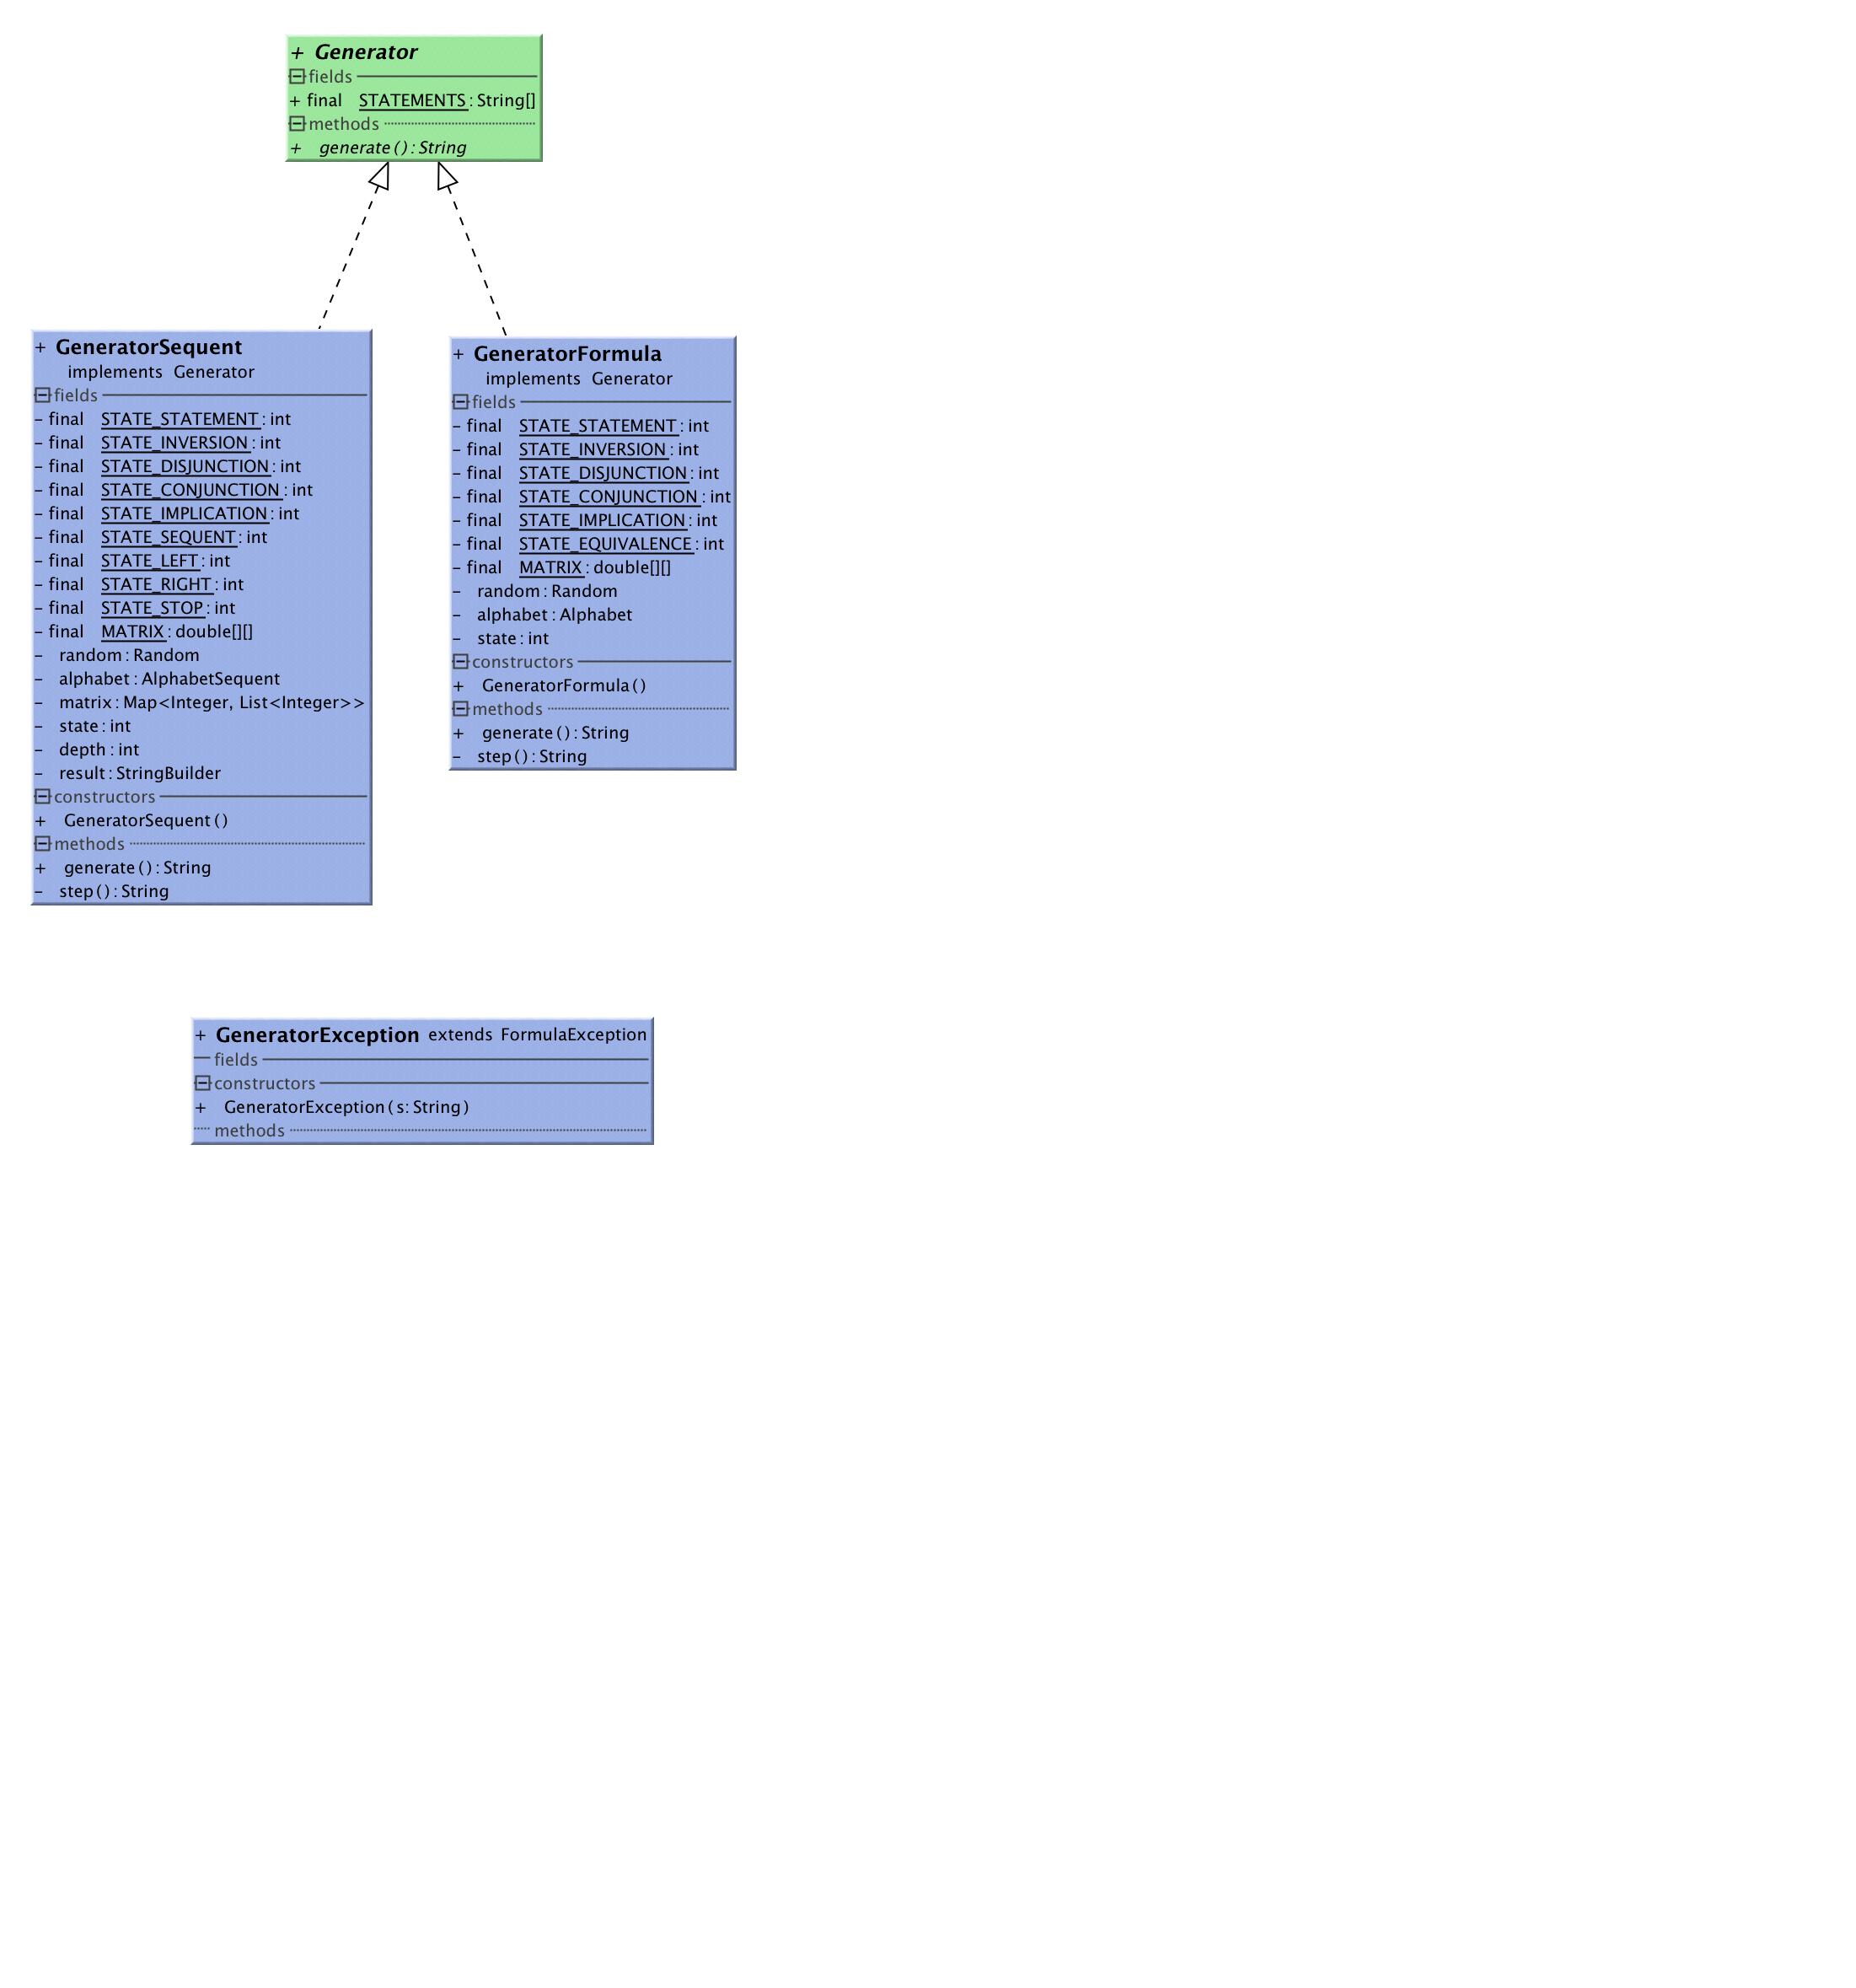 + Generator
fields
+ final STATEMENTS : String[]
methods
+ generate ( ) : String
+ GeneratorSequent
implements Generator
fields
– final STATE_STATEMENT : int
– final STATE_INVERSION : int
– final STATE_DISJUNCTION : int
– final STATE_CONJUNCTION : int
– final STATE_IMPLICATION : int
– final STATE_SEQUENT : int
– final STATE_LEFT : int
– final STATE_RIGHT : int
– final STATE_STOP : int
– final MATRIX : double[][]
– random : Random
– alphabet : AlphabetSequent
– matrix : Map<Integer, List<Integer>>
– state : int
– depth : int
– result : StringBuilder
constructors
+ GeneratorSequent ( )
methods
+ generate ( ) : String
– step ( ) : String
+ GeneratorFormula
implements Generator
fields
– final STATE_STATEMENT : int
– final STATE_INVERSION : int
– final STATE_DISJUNCTION : int
– final STATE_CONJUNCTION : int
– final STATE_IMPLICATION : int
– final STATE_EQUIVALENCE : int
– final MATRIX : double[][]
– random : Random
– alphabet : Alphabet
– state : int
constructors
+ GeneratorFormula ( )
methods
+ generate ( ) : String
– step ( ) : String
+ GeneratorException extends FormulaException
fields
constructors
+ GeneratorException ( s: String )
methods